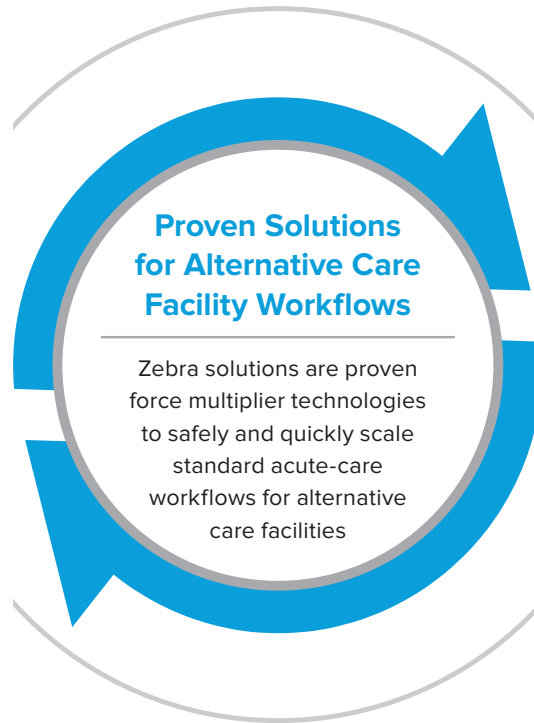 Proven Solutions
for Alternative Care
Facility Workflows
Zebra solutions are proven
force multiplier technologies
to safely and quickly scale
standard acute-care
workflows for alternative
care facilities